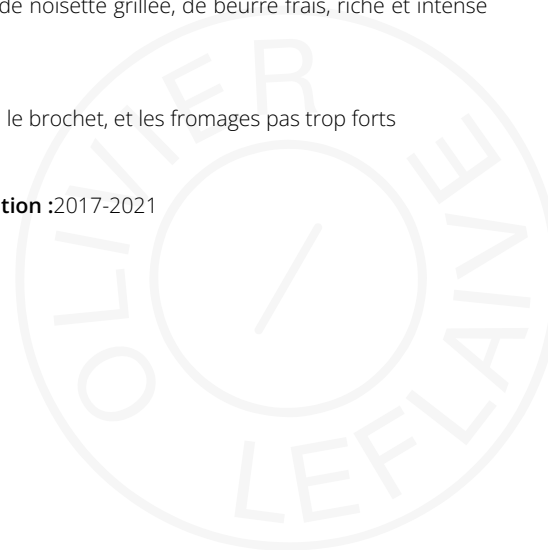 de noisette grillée, de beurre frais, riche et intense
le brochet, et les fromages pas trop forts
tion :2017-2021
OLIVIER
LEFLAIVE